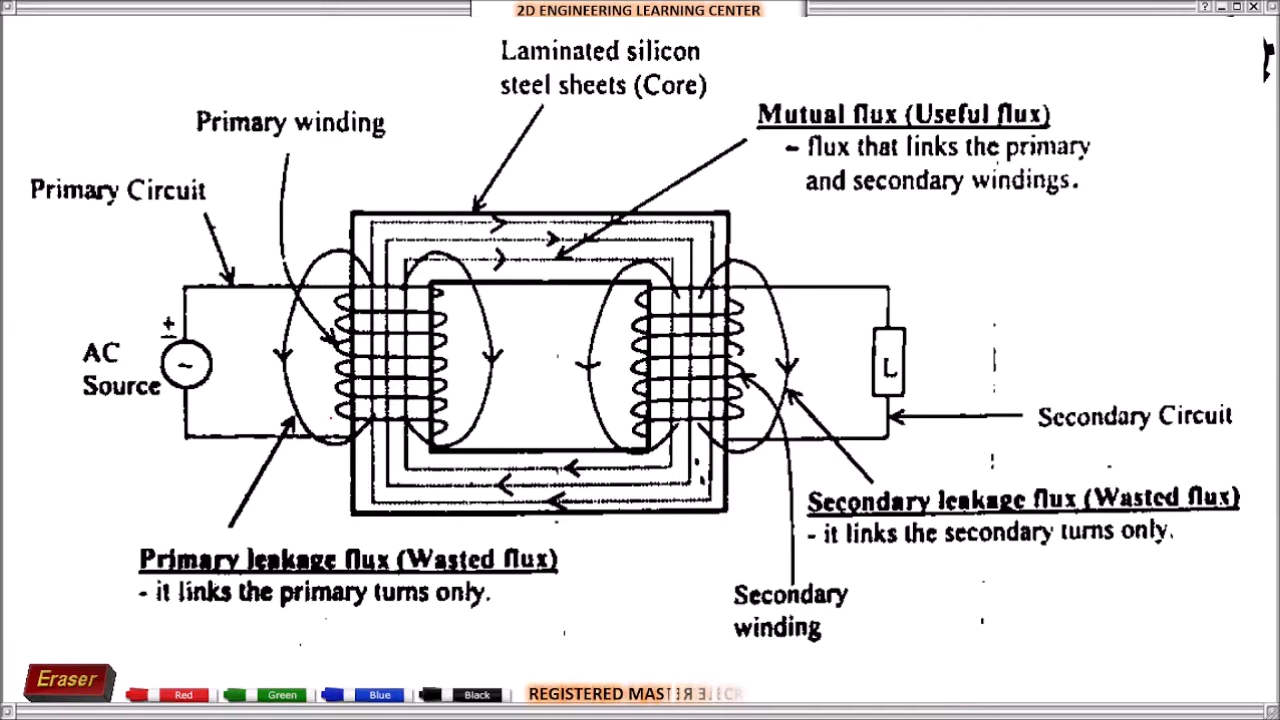 2D ENGINEERING LEARNING CENTER
Laminated silicon
steel sheets (Core)
Primary winding
Mutual flux (Useful flux)
- flux that links the primary
and secondary windings.
Primary Circuit
+
AC
Source
~
L
Secondary Circuit
Secondary leakage flux (Wasted flux)
- it links the secondary turns only.
Primary leakage flux (Wasted flux)
- it links the primary turns only.
Secondary
winding
Eraser
Red
Green
Blue
Black
REGISTERED MASTER